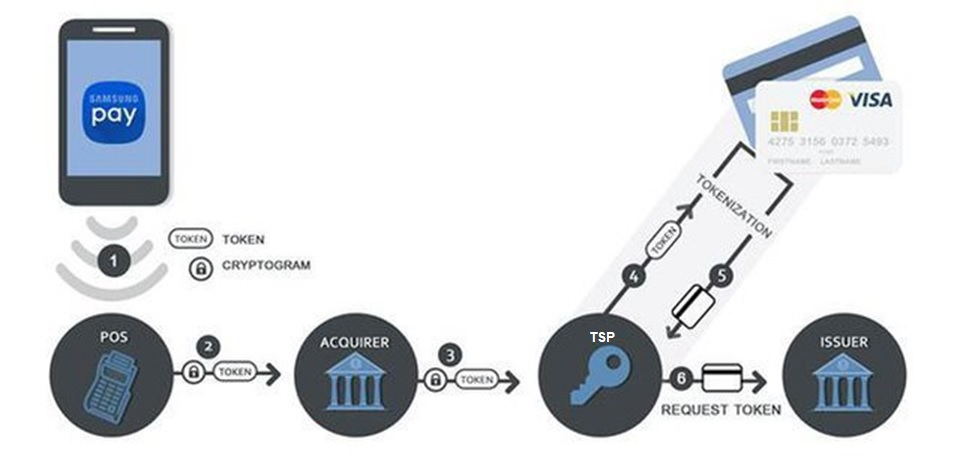 SAMSUNG
pay
1
TOKEN TOKEN
CRYPTOGRAM
POS
2
TOKEN
ACQUIRER
3
TOKEN
TSP
4
TOKEN
TOKENIZATION
5
VISA
4275 3156 0372 5493
FIRSTNAME LASTNAME
6
REQUEST TOKEN
ISSUER